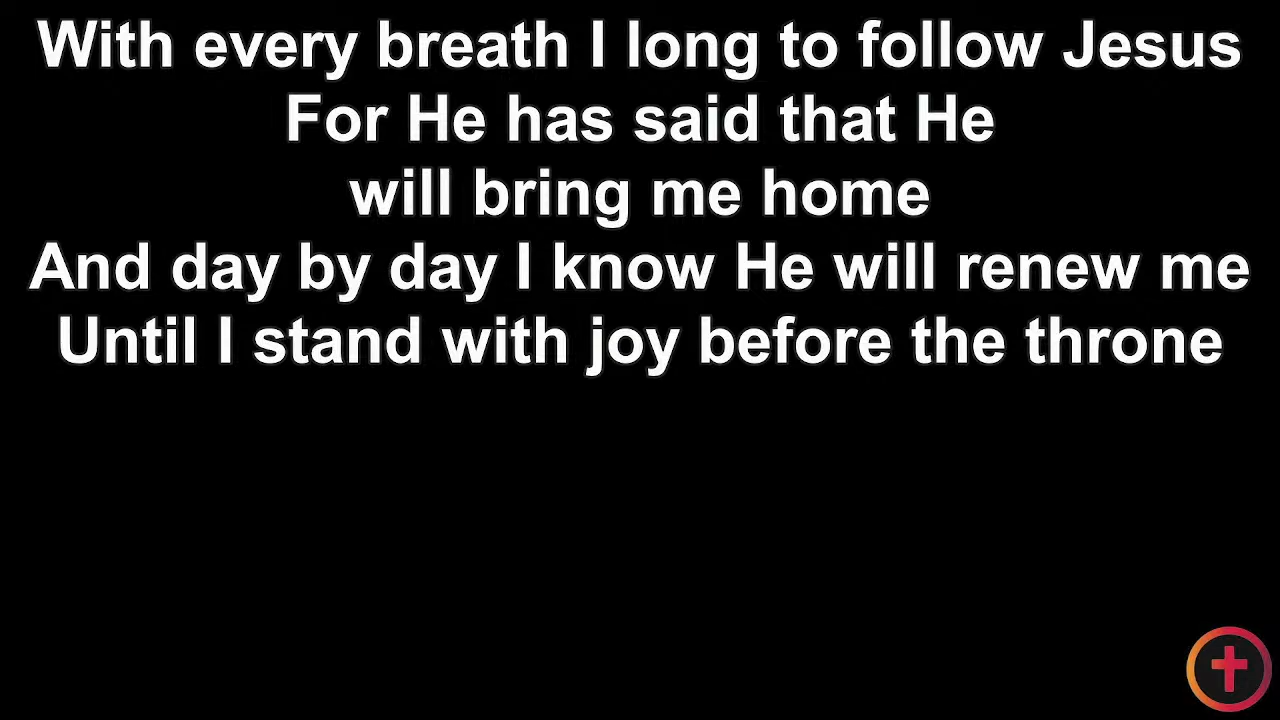 With every breath I long to follow Jesus
For He has said that He
will bring me home
And day by day I know He will renew me
Until I stand with joy before the throne